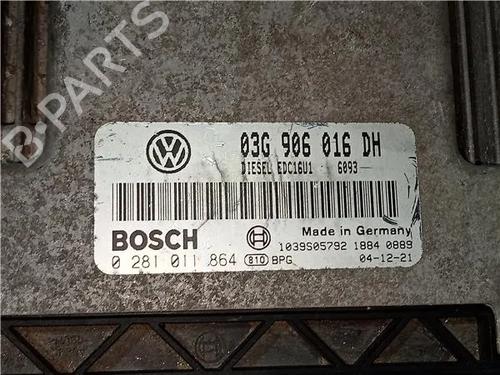 B-PARTS
03G 906 016 DH
DIESEL EDC16U1 6093
BOSCH
Made in Germany
1039S05792 1884 0889
0 281 011 864 810 BPG 04-12-21